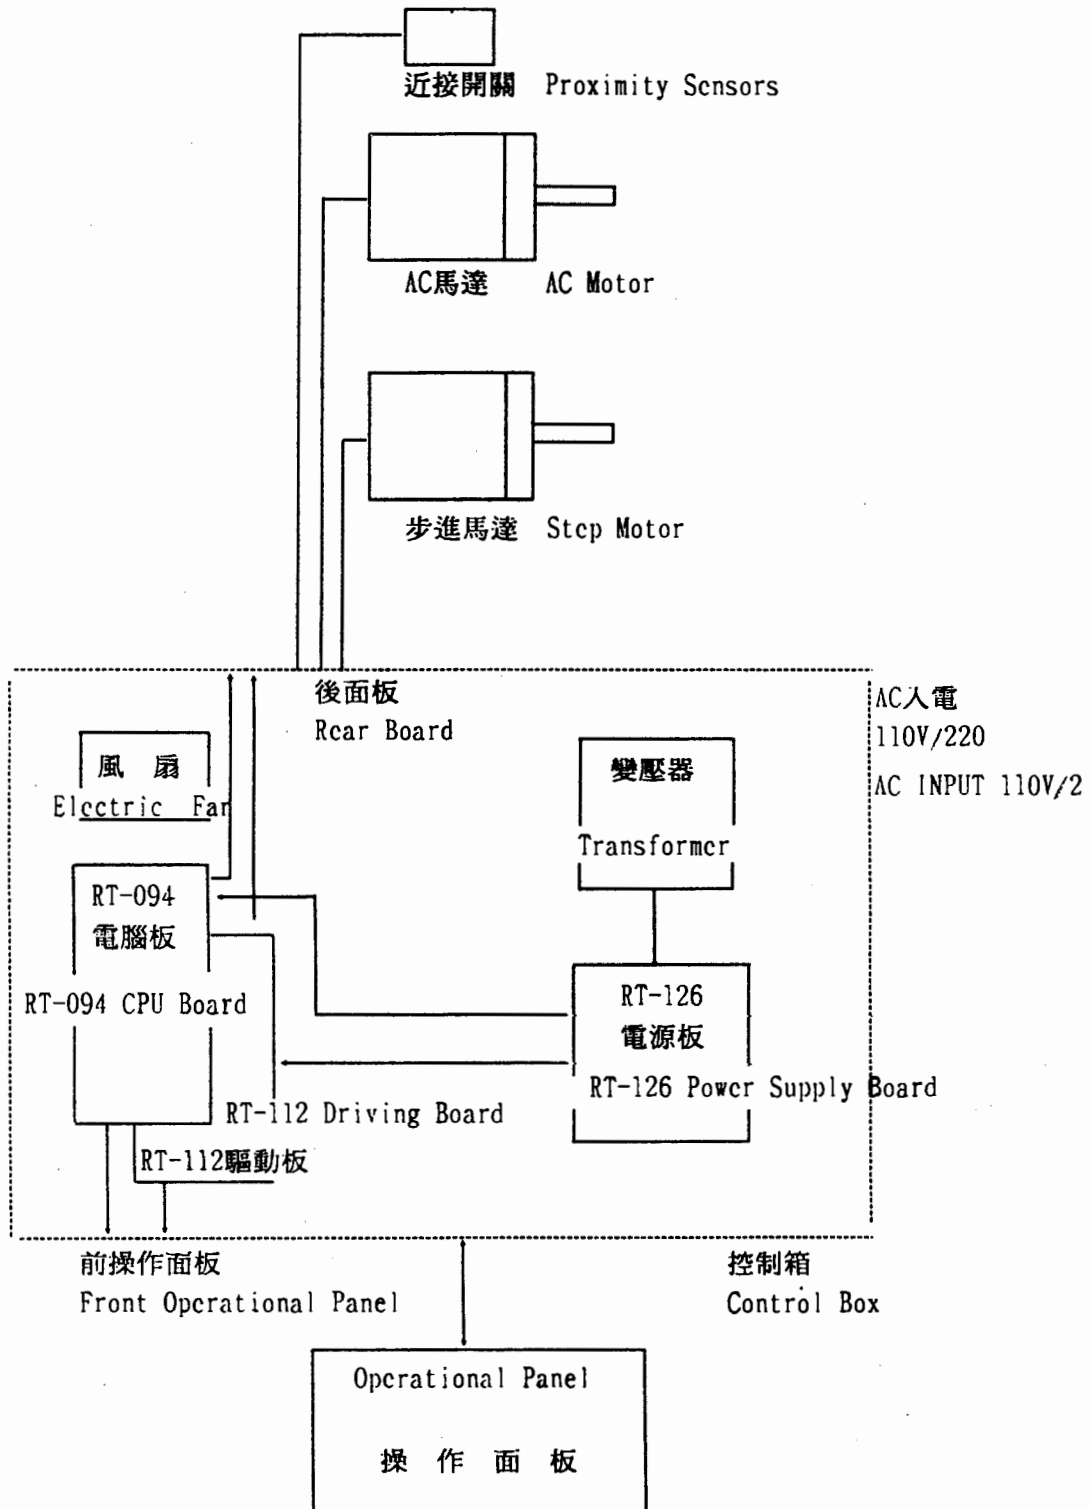 近接開關 Proximity Sensors
AC馬達 AC Motor
步進馬達 Step Motor
後面板
Rear Board
AC入電
110V/220
AC INPUT 110V/2
風 扇
Electric Fan
變壓器
Transformer
RT-094
電腦板
RT-094 CPU Board
RT-126
電源板
RT-126 Power Supply Board
RT-112 Driving Board
RT-112驅動板
前操作面板
Front Operational Panel
控制箱
Control Box
Operational Panel
操 作 面 板